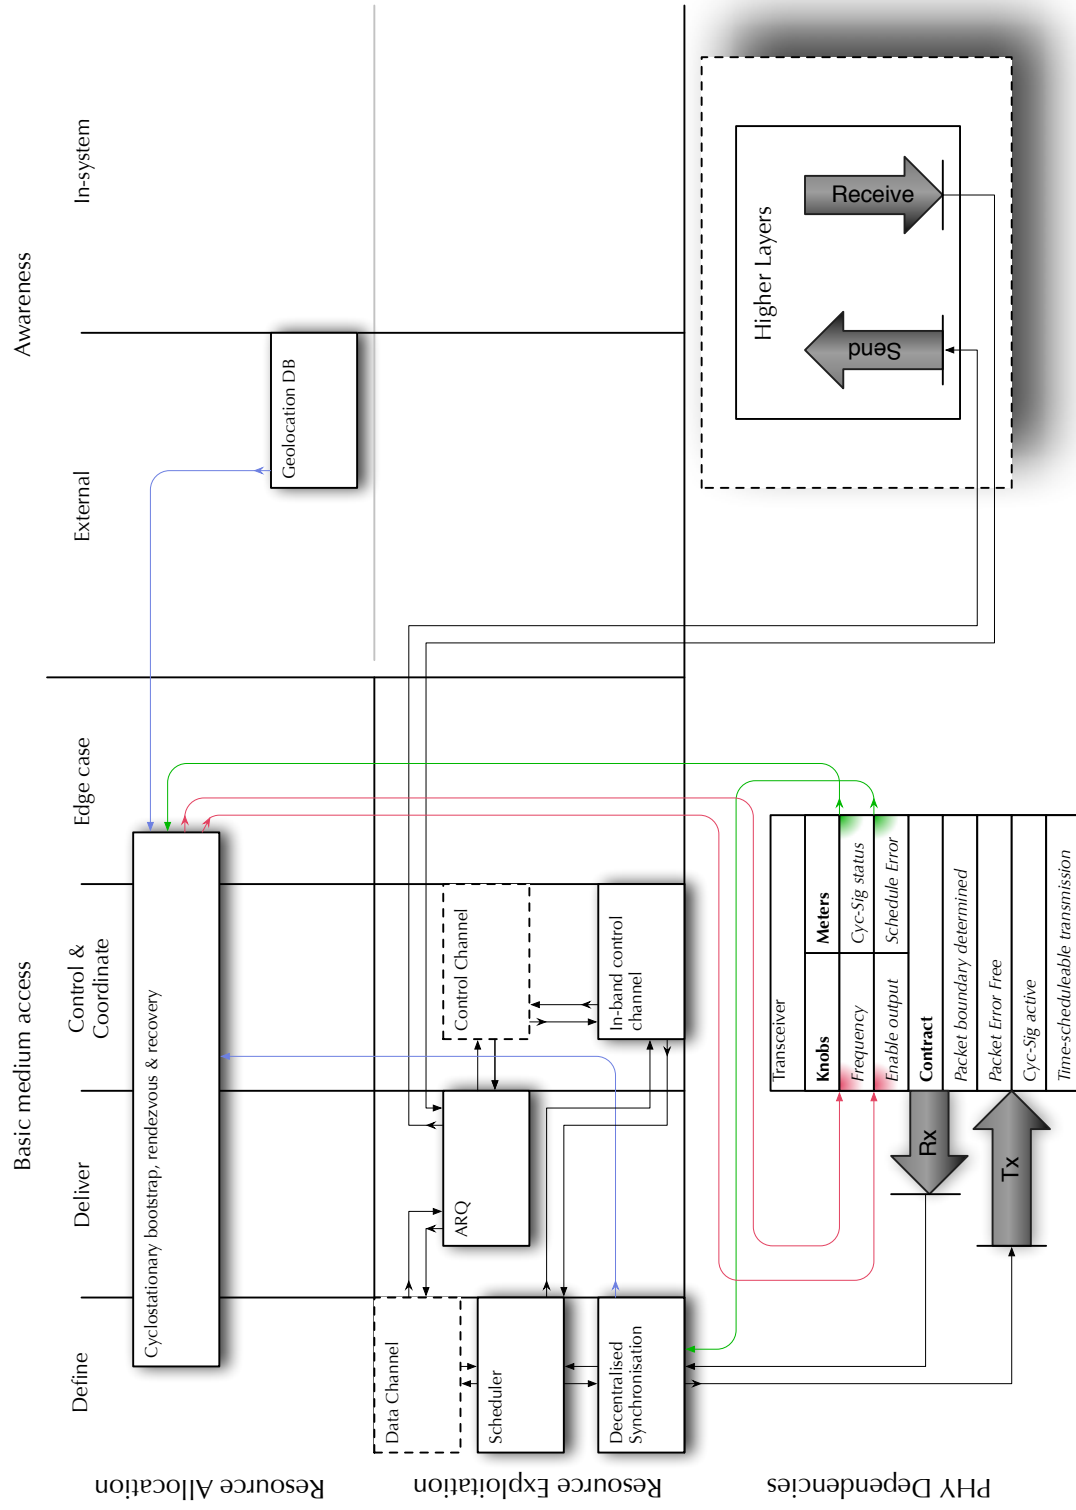 Basic medium access
Awareness
Define
Deliver
Control &
Coordinate
Edge case
External
In-system
Resource Allocation
Cyclostationary bootstrap, rendezvous & recovery
Geolocation DB
Resource Exploitation
Data Channel
Scheduler
Decentralised
Synchronisation
ARQ
Control Channel
In-band control
channel
PHY Dependencies
Transceiver
Knobs
Meters
Frequency
Cyc-Sig status
Enable output
Schedule Error
Contract
Packet boundary determined
Packet Error Free
Cyc-Sig active
Time-scheduleable transmission
Rx
Tx
Higher Layers
Send
Receive